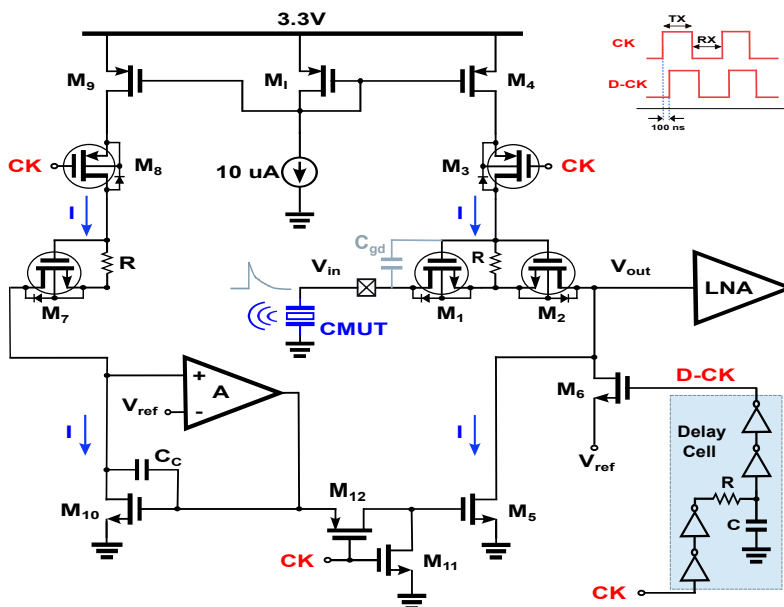 3.3V
TX
RX
CK
D-CK
100 ns
M9
MI
M4
CK
M8
10 uA
M3
CK
I
I
R
Cgd
R
Vin
Vout
LNA
M7
M1
M2
CMUT
A
+
-
Vref
M6
D-CK
Vref
Delay
Cell
I
CC
I
M10
M12
M5
R
C
CK
M11
CK